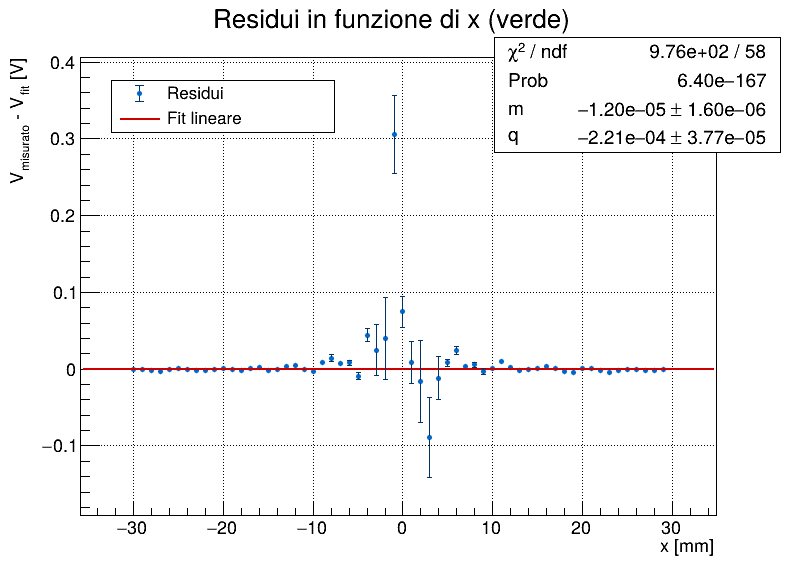 Residui in funzione di x (verde)
V_misurato - V_fit [V]
Residui
Fit lineare
χ² / ndf 9.76e+02 / 58
Prob 6.40e−167
m −1.20e−05 ± 1.60e−06
q −2.21e−04 ± 3.77e−05
0.4
0.3
0.2
0.1
0
−0.1
−30 −20 −10 0 10 20 30
x [mm]